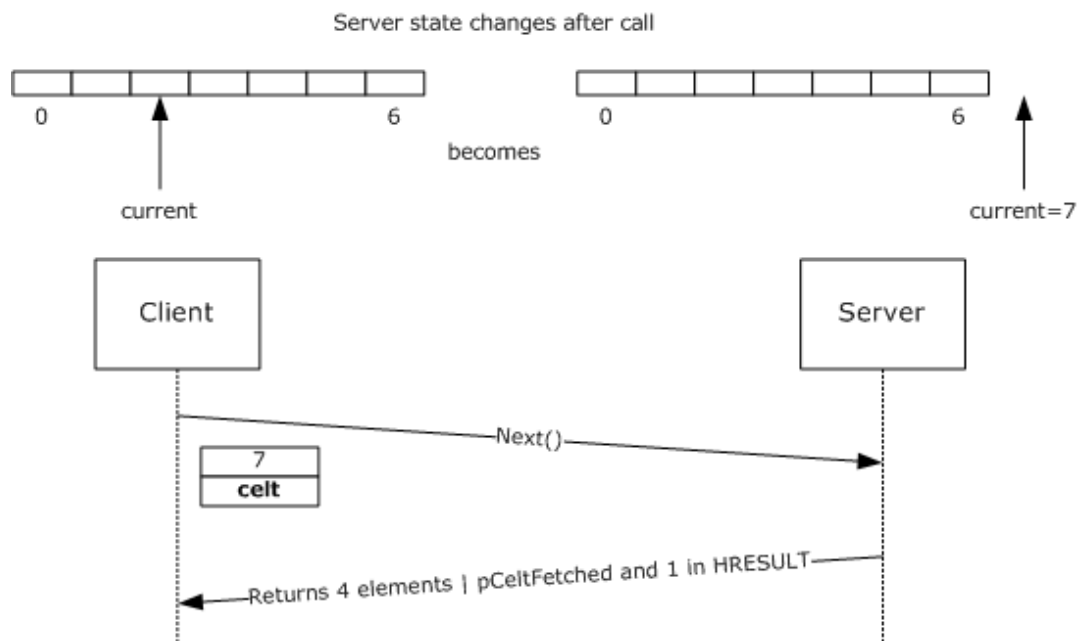 Server state changes after call
0 6 0 6
becomes
current current=7
Client Server
Next()
7
celt
Returns 4 elements | pCeltFetched and 1 in HRESULT